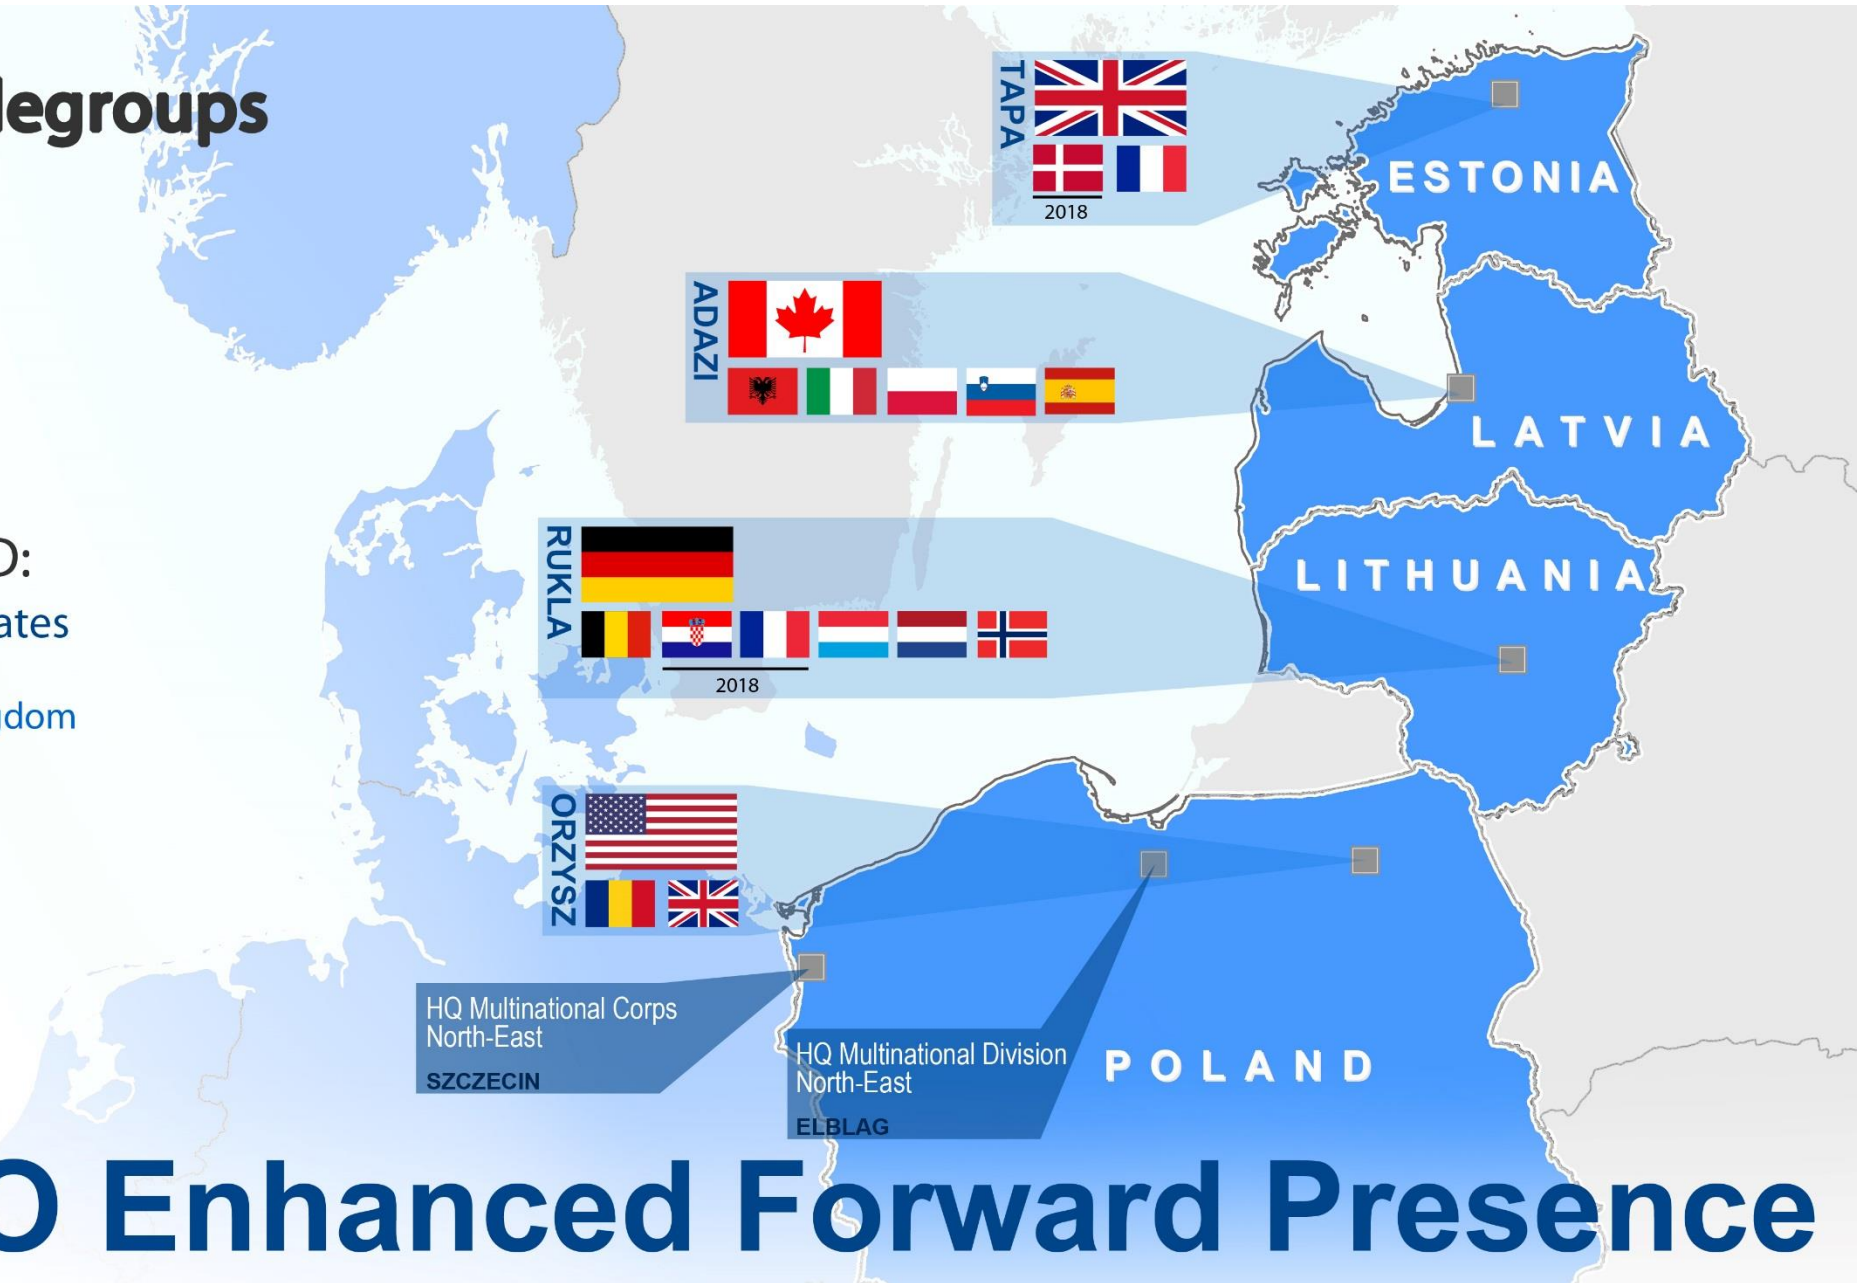 legroups
D:
ates
gdom
TAPA
2018
ESTONIA
ADAZI
LATVIA
RUKLA
2018
LITHUANIA
ORZYSZ
HQ Multinational Corps
North-East
SZCZECIN
HQ Multinational Division
North-East
ELBLAG
POLAND
O Enhanced Forward Presence